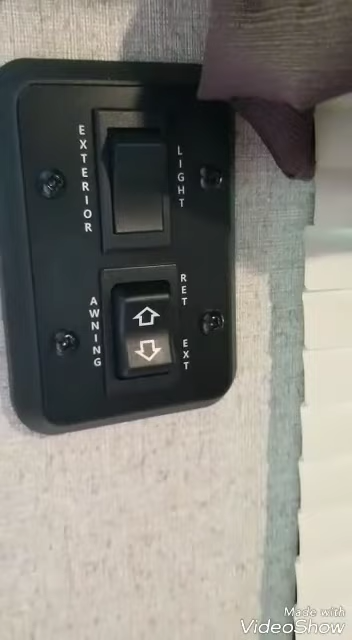 EXTERIOR
LIGHT
AWNING
RET
EXT
Made with
VideoShow